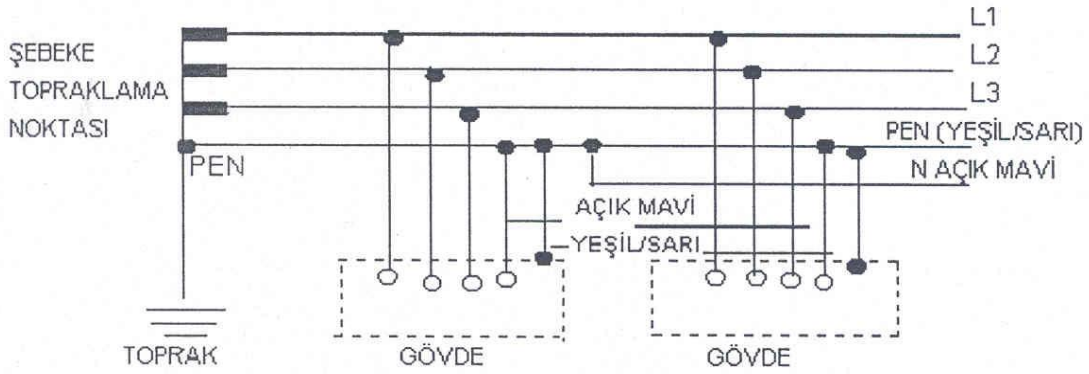 L1
ŞEBEKE
L2
TOPRAKLAMA
L3
NOKTASI
PEN (YEŞİL/SARI)
PEN
N AÇIK MAVİ
AÇIK MAVİ
YEŞİL/SARI
TOPRAK
GÖVDE
GÖVDE